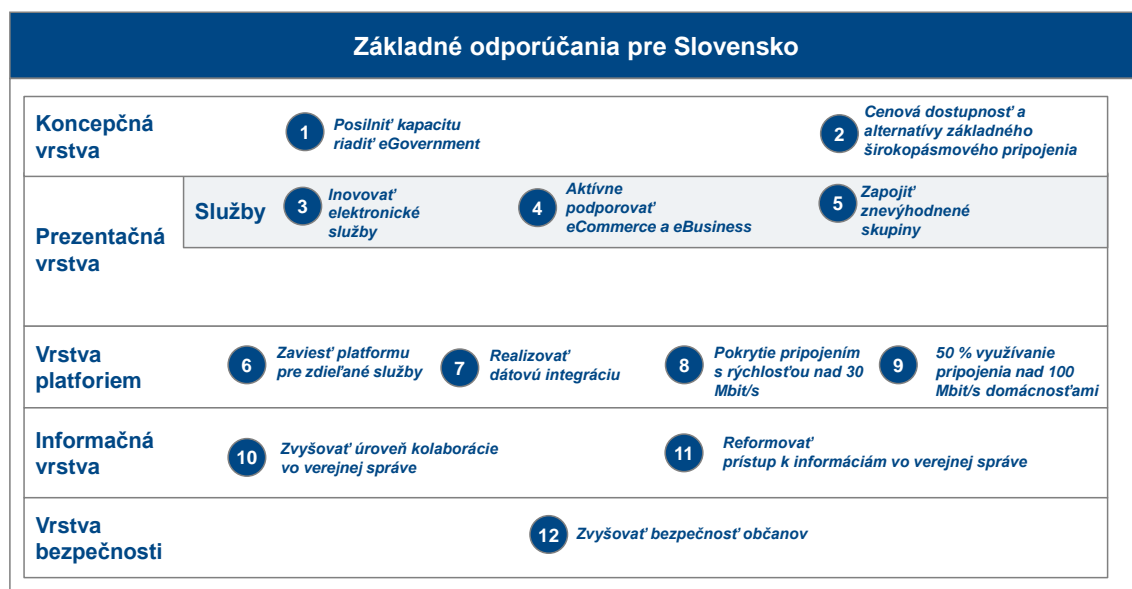 Základné odporúčania pre Slovensko
Koncepčná
vrstva
1
Posilniť kapacitu
riadiť eGovernment
2
Cenová dostupnosť a
alternatívy základného
širokopásmového pripojenia
Prezentačná
vrstva
Služby
3
Inovovať
elektronické
služby
4
Aktívne
podporovať
eCommerce a eBusiness
5
Zapojiť
znevýhodnené
skupiny
Vrstva
platforiem
6
Zaviesť platformu
pre zdieľané služby
7
Realizovať
dátovú integráciu
8
Pokrytie pripojením
s rýchlosťou nad 30
Mbit/s
9
50 % využívanie
pripojenia nad 100
Mbit/s domácnosťami
Informačná
vrstva
10
Zvyšovať úroveň kolaborácie
vo verejnej správe
11
Reformovať
prístup k informáciám vo verejnej správe
Vrstva
bezpečnosti
12
Zvyšovať bezpečnosť občanov